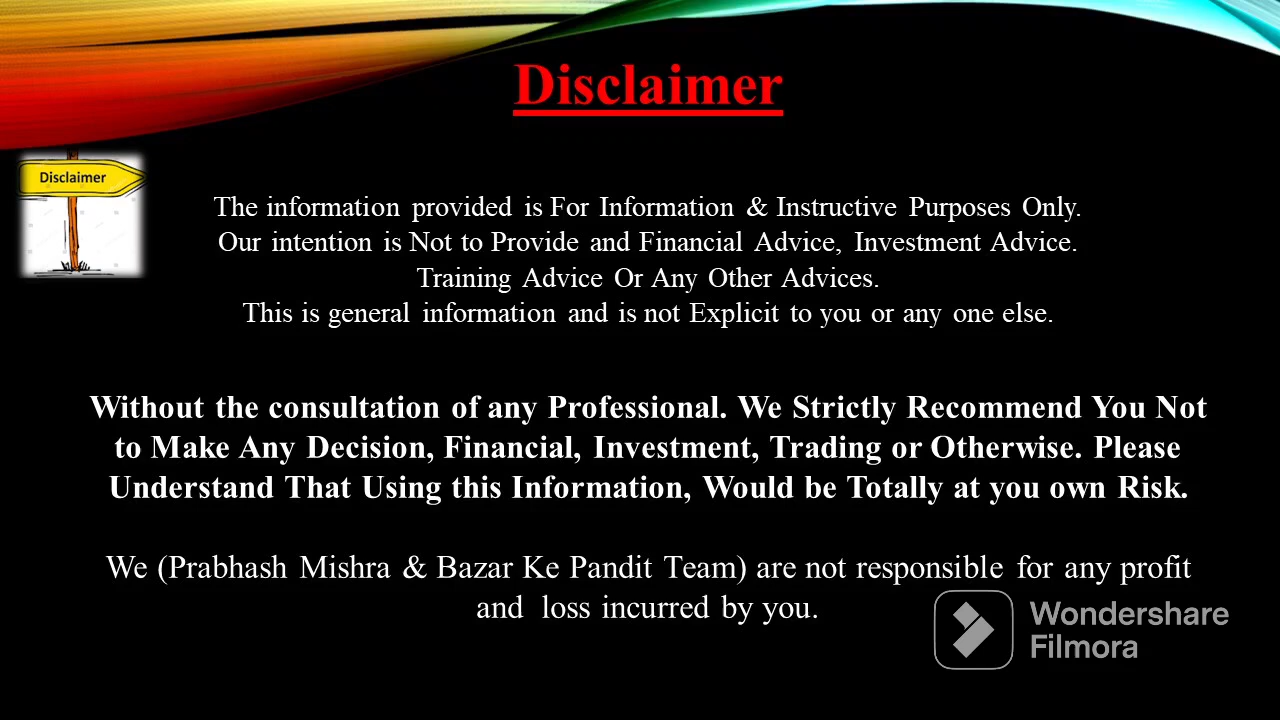 Disclaimer
Disclaimer
The information provided is For Information & Instructive Purposes Only.
Our intention is Not to Provide and Financial Advice, Investment Advice.
Training Advice Or Any Other Advices.
This is general information and is not Explicit to you or any one else.
Without the consultation of any Professional. We Strictly Recommend You Not
to Make Any Decision, Financial, Investment, Trading or Otherwise. Please
Understand That Using this Information, Would be Totally at you own Risk.
We (Prabhash Mishra & Bazar Ke Pandit Team) are not responsible for any profit
and loss incurred by you.
Wondershare
Filmora